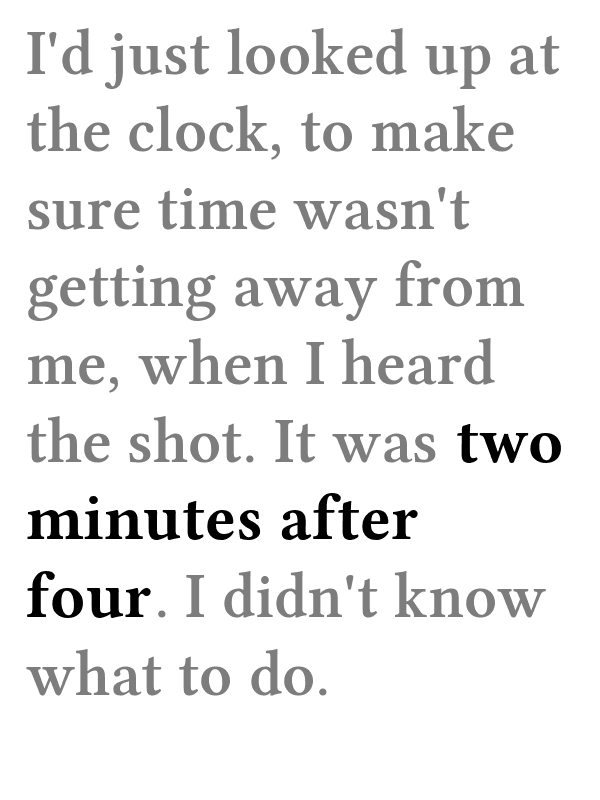 I'd just looked up at
the clock, to make
sure time wasn't
getting away from
me, when I heard
the shot. It was two
minutes after
four. I didn't know
what to do.